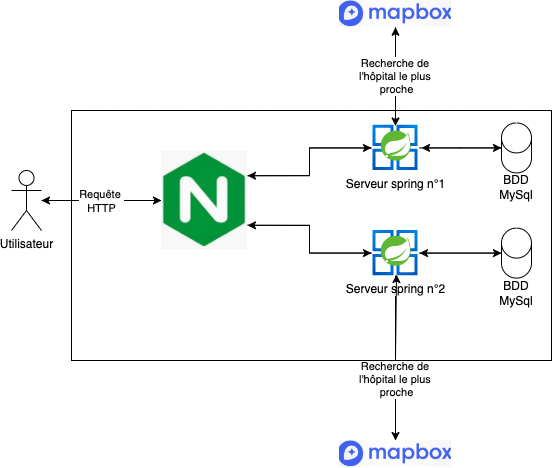 mapbox
Recherche de
l'hôpital le plus
proche
Serveur spring n°1
BDD
MySql
Requête
HTTP
N
Utilisateur
Serveur spring n°2
BDD
MySql
Recherche de
l'hôpital le plus
proche
mapbox